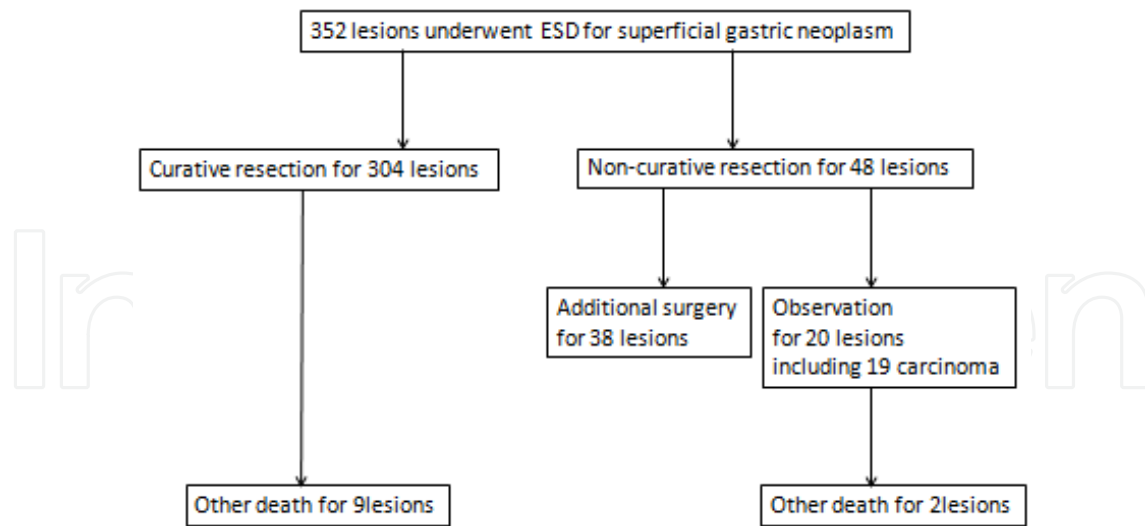 352 lesions underwent ESD for superficial gastric neoplasm
Curative resection for 304 lesions
Non-curative resection for 48 lesions
Additional surgery
for 38 lesions
Observation
for 20 lesions
including 19 carcinoma
Other death for 9lesions
Other death for 2lesions
In
en